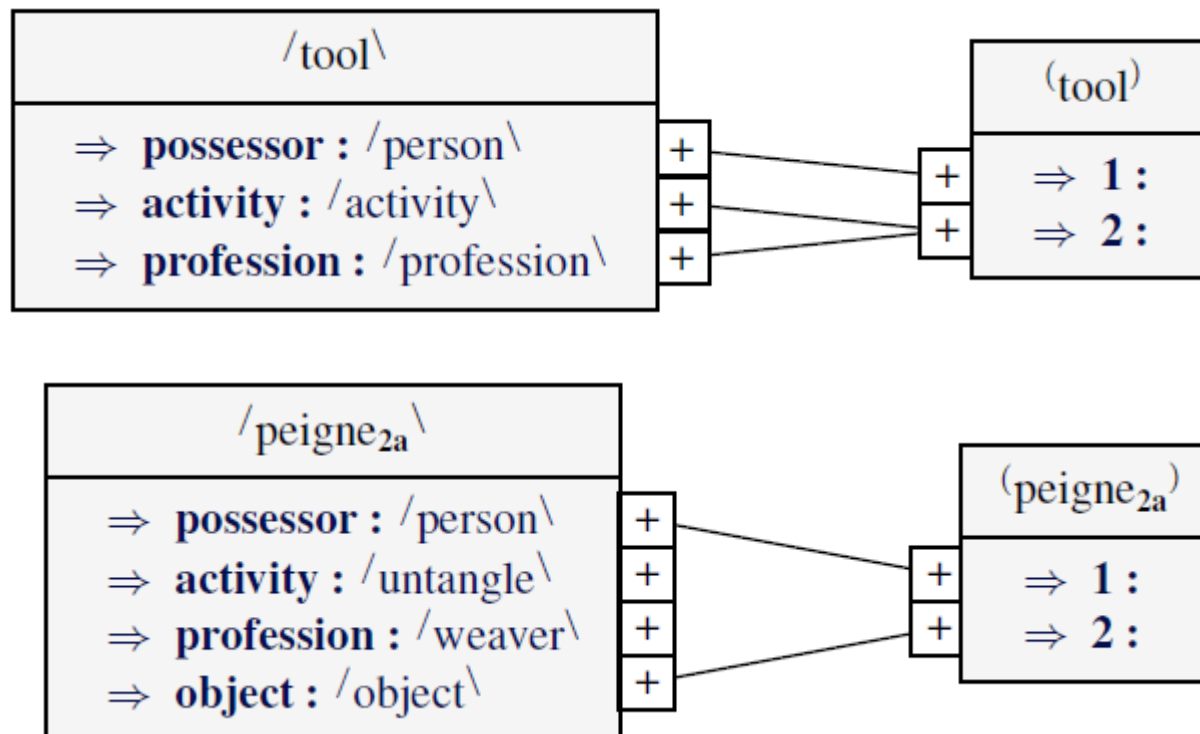 /tool\
⇒ possessor : /person\
⇒ activity : /activity\
⇒ profession : /profession\
+
+
+
+
+
(tool)
⇒ 1 :
⇒ 2 :
/peigne2a\
⇒ possessor : /person\
⇒ activity : /untangle\
⇒ profession : /weaver\
⇒ object : /object\
+
+
+
+
+
+
(peigne2a)
⇒ 1 :
⇒ 2 :